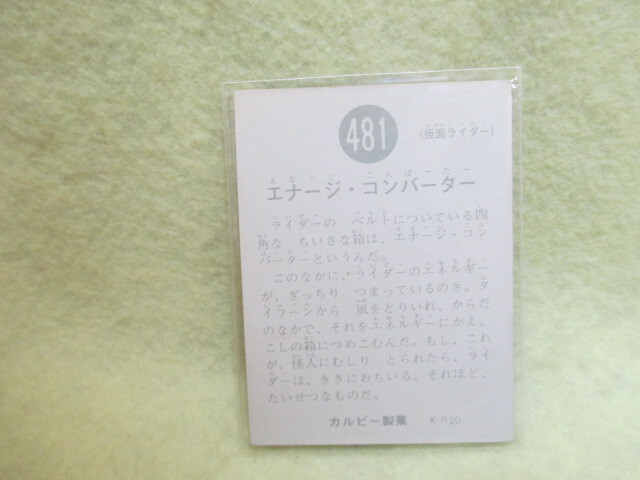 481
(仮面ライダー)
エナージ・コンバーター
ライダーの ベルトについている四
角な ちいさな箱は、エナージ・コン
バーターというんだ。
このなかに、ライダーのエネルギー
が、ぎっちり つまっているのさ。タ
イラーンから 風をとりいれ、からだ
のなかで、それをエネルギーにかえ、
こしの箱につめこむんだ。もし、これ
が、怪人にむしり とられたら、ライ
ダーは、ききにおちいる。それほど、
たいせつなものだ。
カルビー製菓 KR20